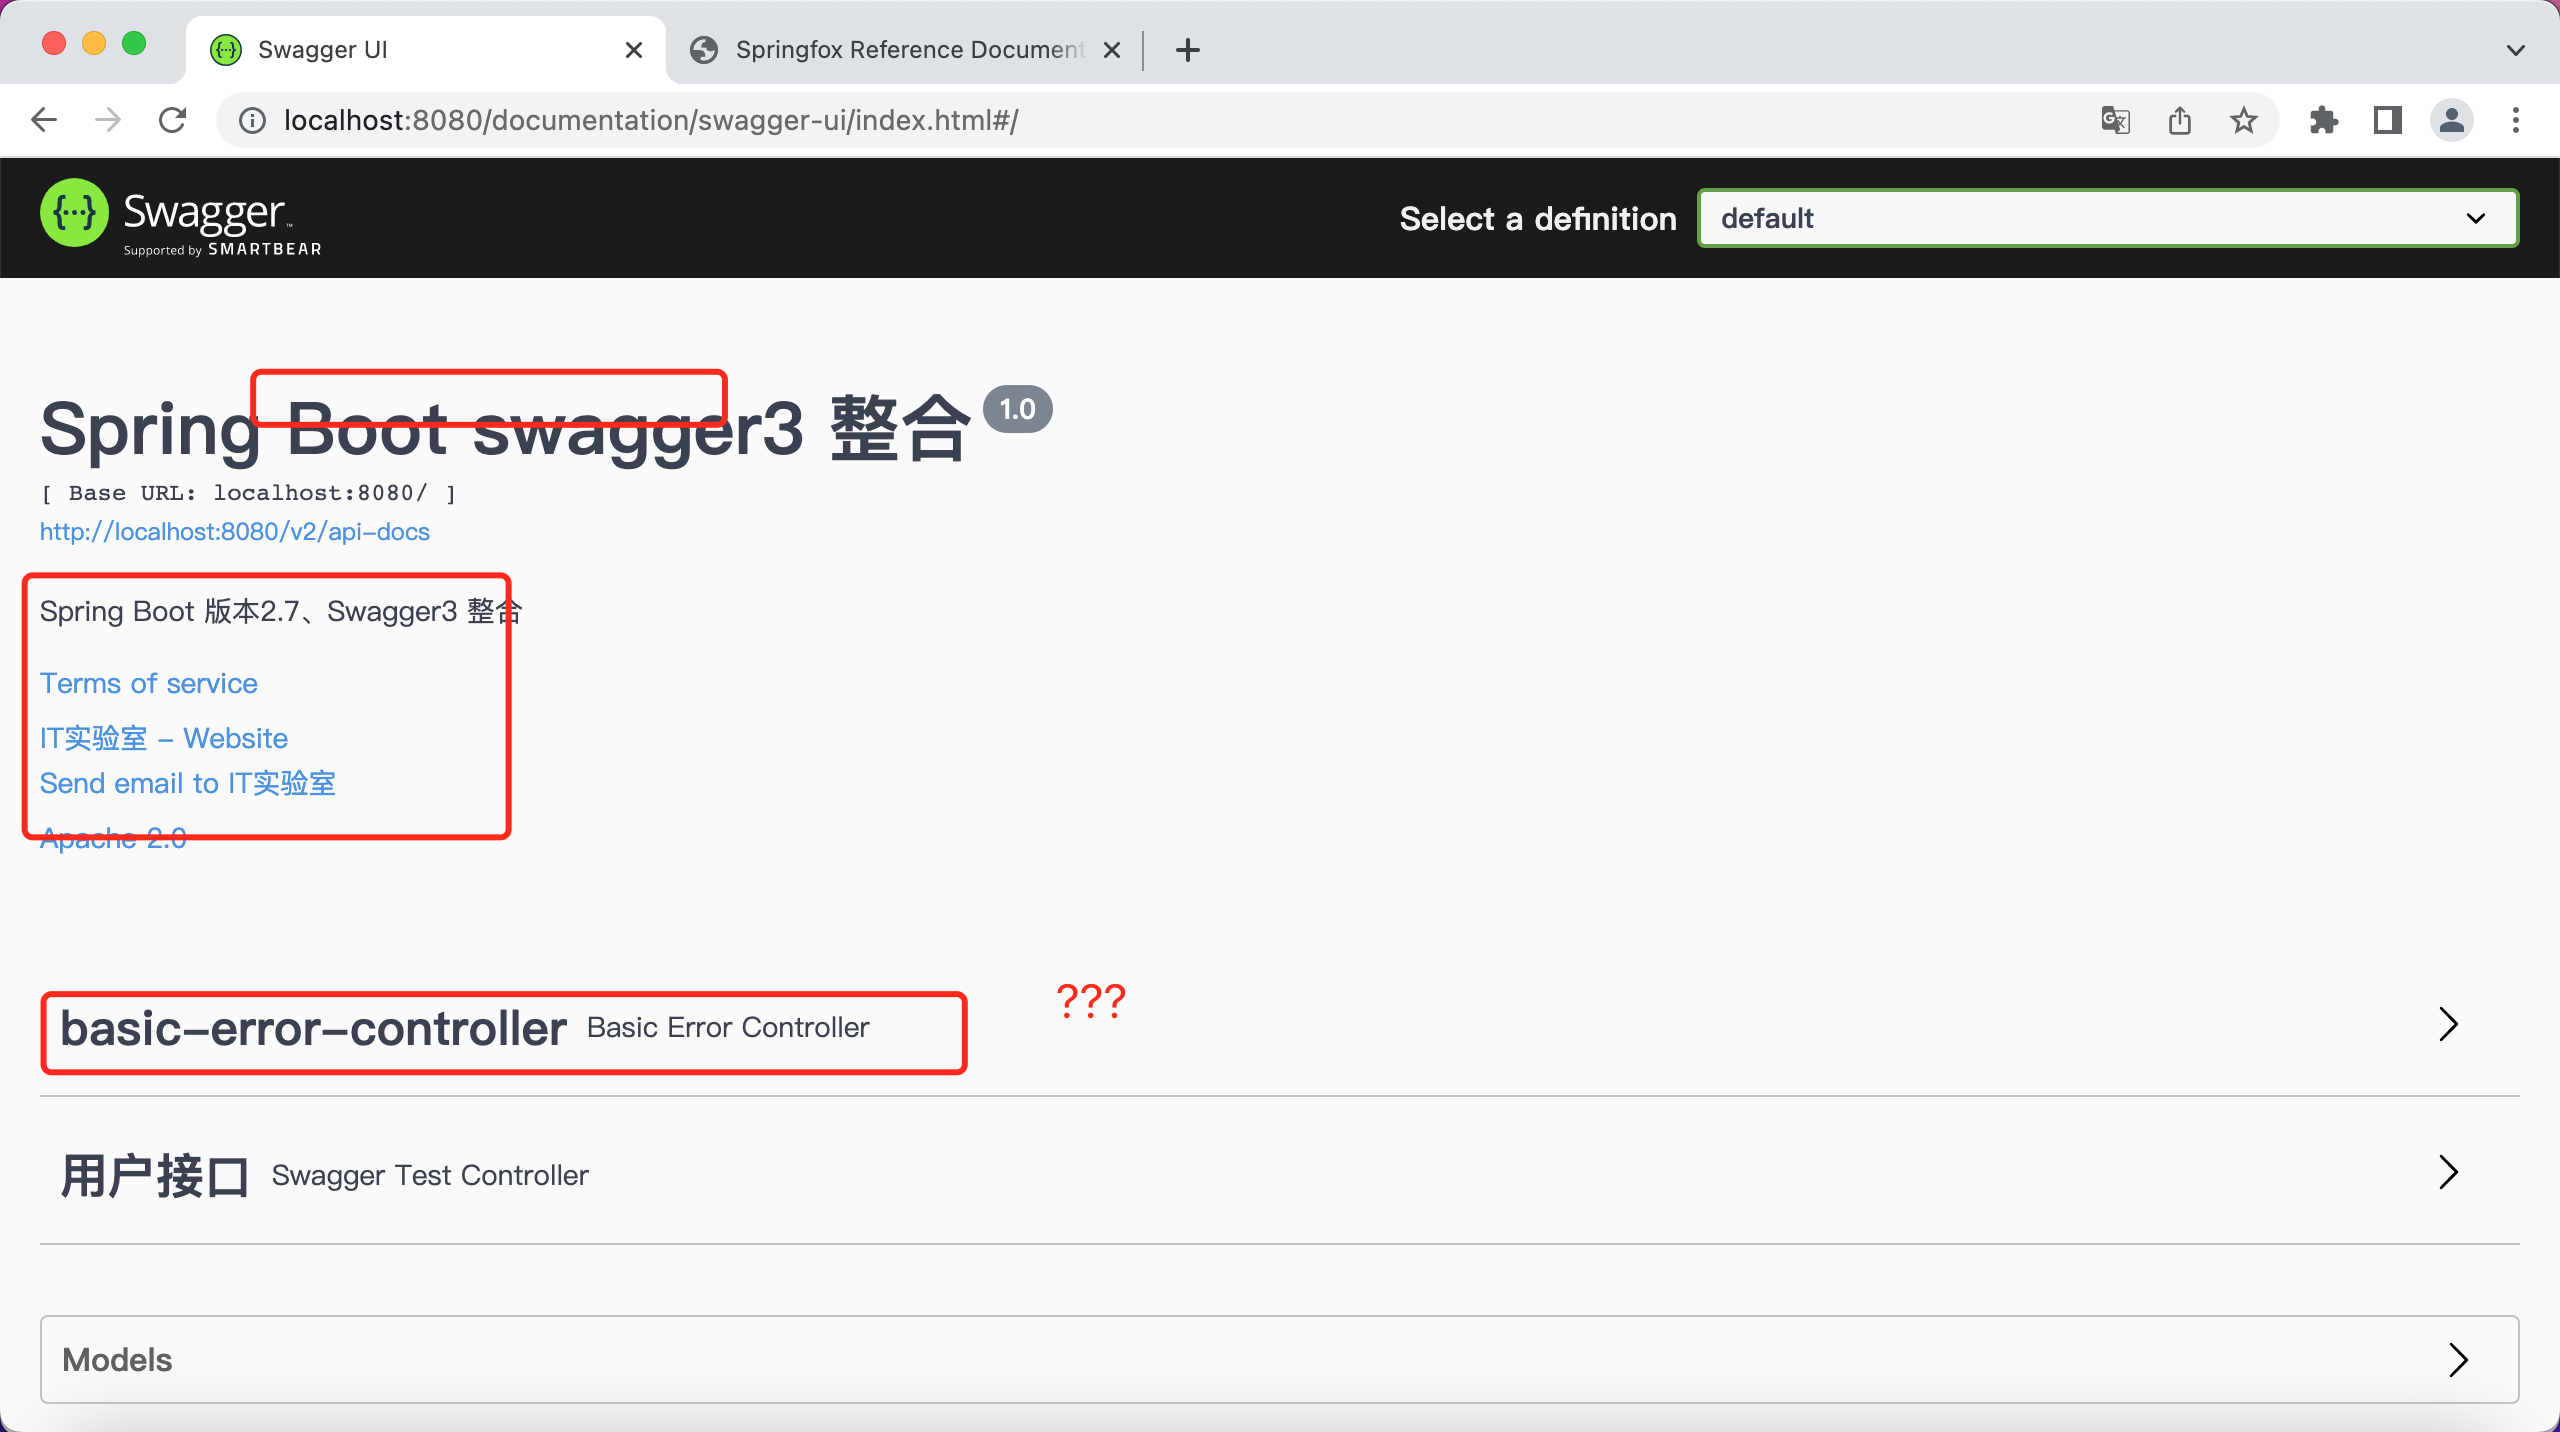 Swagger UI
Springfox Reference Document
localhost:8080/documentation/swagger-ui/index.html#/
Swagger™
Supported by SMARTBEAR
Select a definition
default
Spring Boot swagger3 整合 1.0
[ Base URL: localhost:8080/ ]
http://localhost:8080/v2/api-docs
Spring Boot 版本2.7、Swagger3 整合
Terms of service
IT实验室 - Website
Send email to IT实验室
Apache 2.0
basic-error-controller Basic Error Controller
???
用户接口 Swagger Test Controller
Models